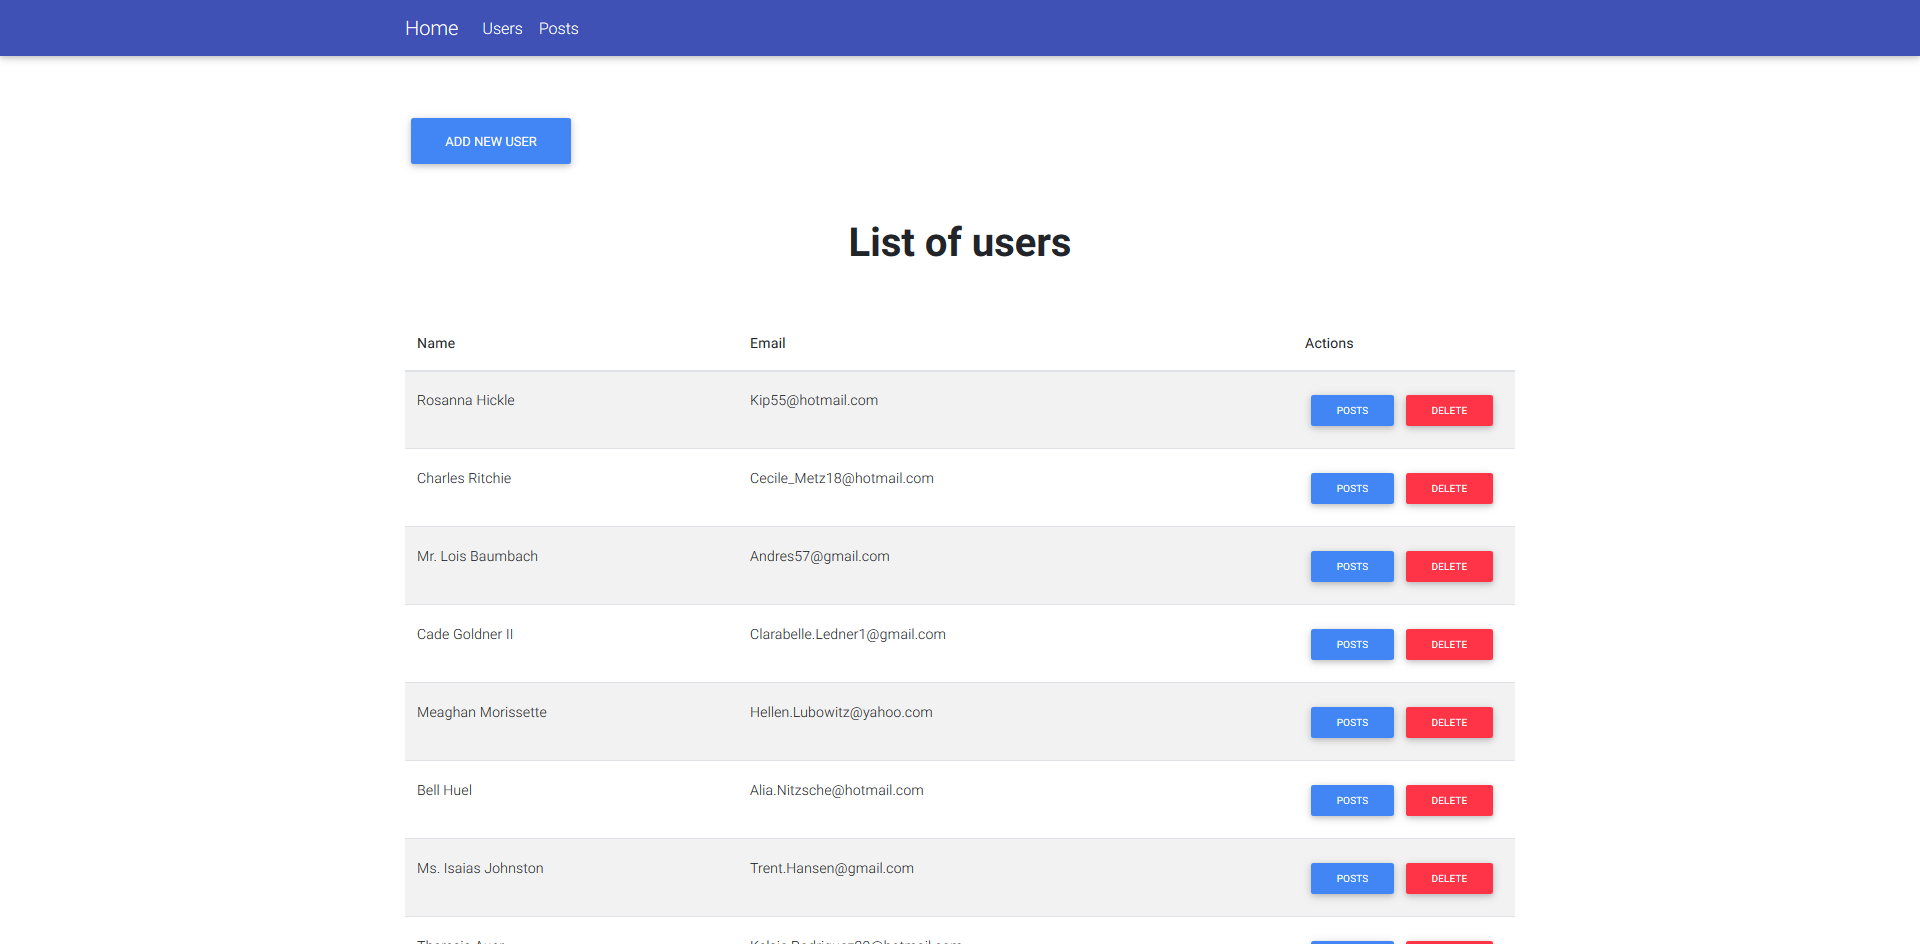 Home Users Posts
ADD NEW USER
List of users
Name Email Actions
Rosanna Hickle Kip55@hotmail.com POSTS DELETE
Charles Ritchie Cecile_Metz18@hotmail.com POSTS DELETE
Mr. Lois Baumbach Andres57@gmail.com POSTS DELETE
Cade Goldner II Clarabelle.Ledner1@gmail.com POSTS DELETE
Meaghan Morissette Hellen.Lubowitz@yahoo.com POSTS DELETE
Bell Huel Alia.Nitzsche@hotmail.com POSTS DELETE
Ms. Isaias Johnston Trent.Hansen@gmail.com POSTS DELETE